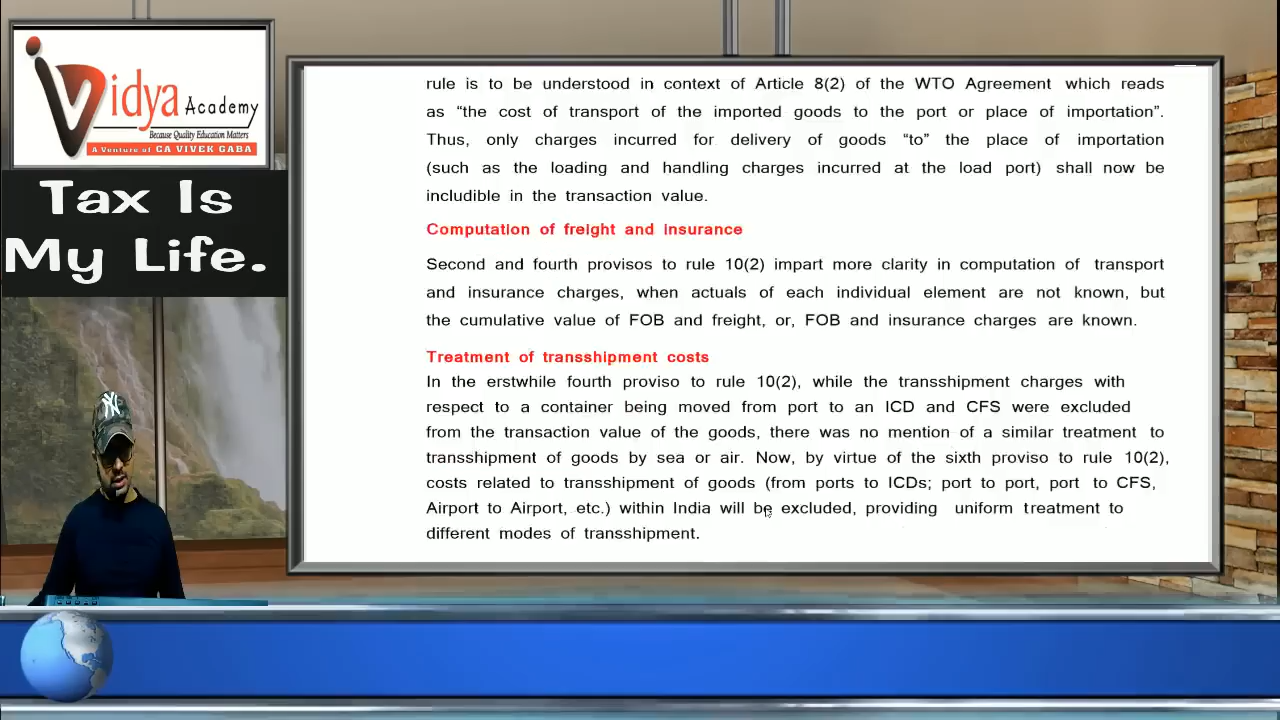 iVidya Academy
Because Quality Education Matters
A Venture of CA VIVEK GABA
Tax Is
My Life.
rule is to be understood in context of Article 8(2) of the WTO Agreement which reads
as “the cost of transport of the imported goods to the port or place of importation”.
Thus, only charges incurred for delivery of goods “to” the place of importation
(such as the loading and handling charges incurred at the load port) shall now be
includible in the transaction value.
Computation of freight and insurance
Second and fourth provisos to rule 10(2) impart more clarity in computation of transport
and insurance charges, when actuals of each individual element are not known, but
the cumulative value of FOB and freight, or, FOB and insurance charges are known.
Treatment of transshipment costs
In the erstwhile fourth proviso to rule 10(2), while the transshipment charges with
respect to a container being moved from port to an ICD and CFS were excluded
from the transaction value of the goods, there was no mention of a similar treatment to
transshipment of goods by sea or air. Now, by virtue of the sixth proviso to rule 10(2),
costs related to transshipment of goods (from ports to ICDs; port to port, port to CFS,
Airport to Airport, etc.) within India will be excluded, providing uniform treatment to
different modes of transshipment.
NY